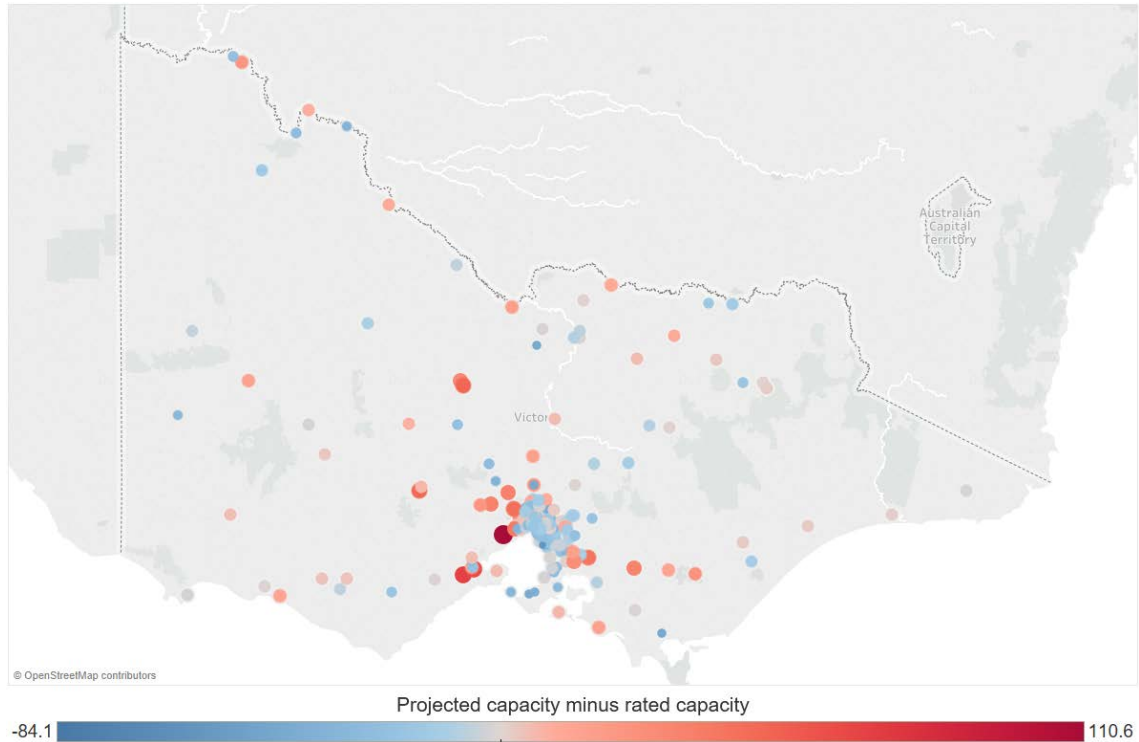 Australian
Capital
Territory
Victor
© OpenStreetMap contributors
Projected capacity minus rated capacity
-84.1
110.6